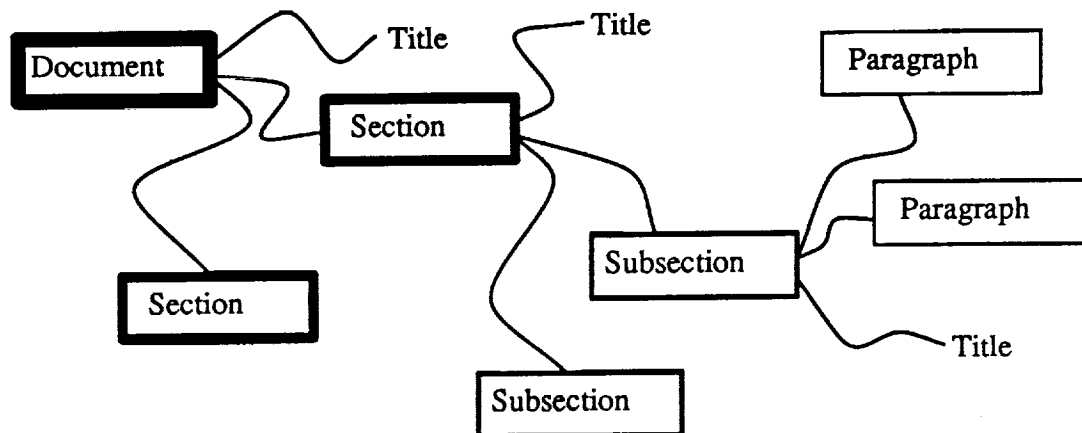 Title
Title
Document
Paragraph
Section
Paragraph
Subsection
Section
Title
Subsection